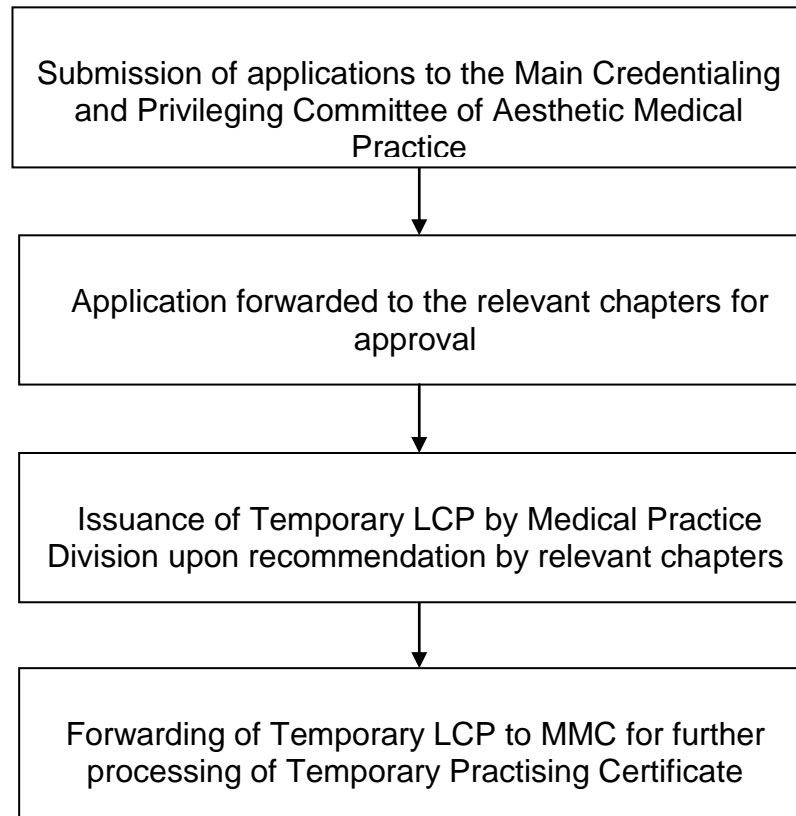 Submission of applications to the Main Credentialing
and Privileging Committee of Aesthetic Medical
Practice
Application forwarded to the relevant chapters for
approval
Issuance of Temporary LCP by Medical Practice
Division upon recommendation by relevant chapters
Forwarding of Temporary LCP to MMC for further
processing of Temporary Practising Certificate